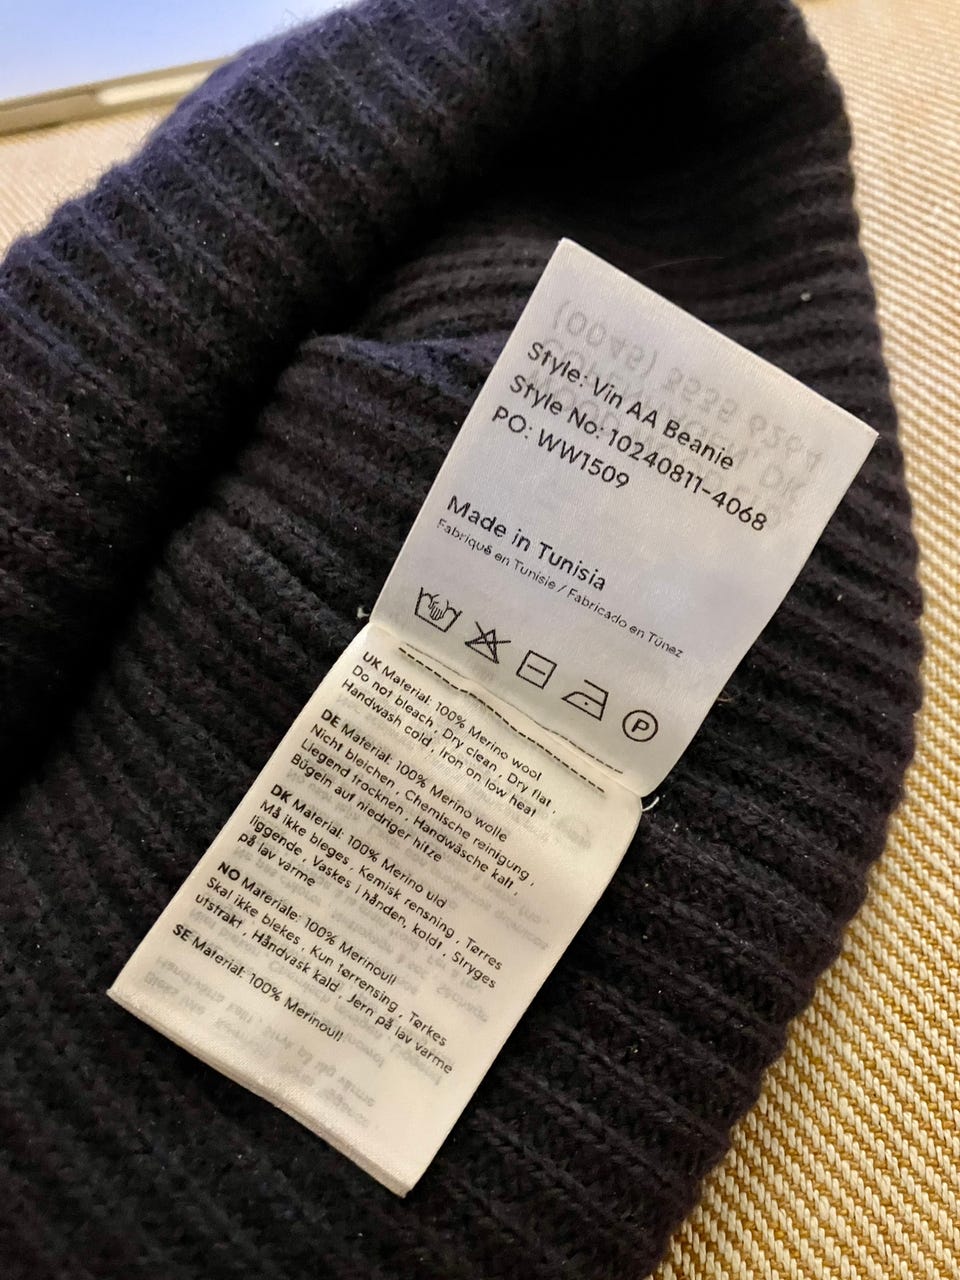 Style: Vin AA Beanie
Style No: 10240811-4068
PO: WW1509
Made in Tunisia
Fabriqué en Tunisie / Fabricado en Túnez
P
UK Material: 100% Merino wool
Do not bleach , Dry clean , Dry flat ,
Handwash cold , Iron on low heat
DE Material: 100% Merino wolle
Nicht bleichen , Chemische reinigung ,
Liegend trocknen , Handwäsche kalt ,
Bügeln auf niedriger hitze
DK Materiale: 100% Merino uld
Må ikke bleges , Kemisk rensning , Tørres
liggende , Vaskes i hånden, koldt , Stryges
på lav varme
NO Materiale: 100% Merinoull
Skal ikke blekes , Kun tørrensing , Tørkes
utstrakt , Håndvask kald , Jern på lav varme
SE Material: 100% Merinoull